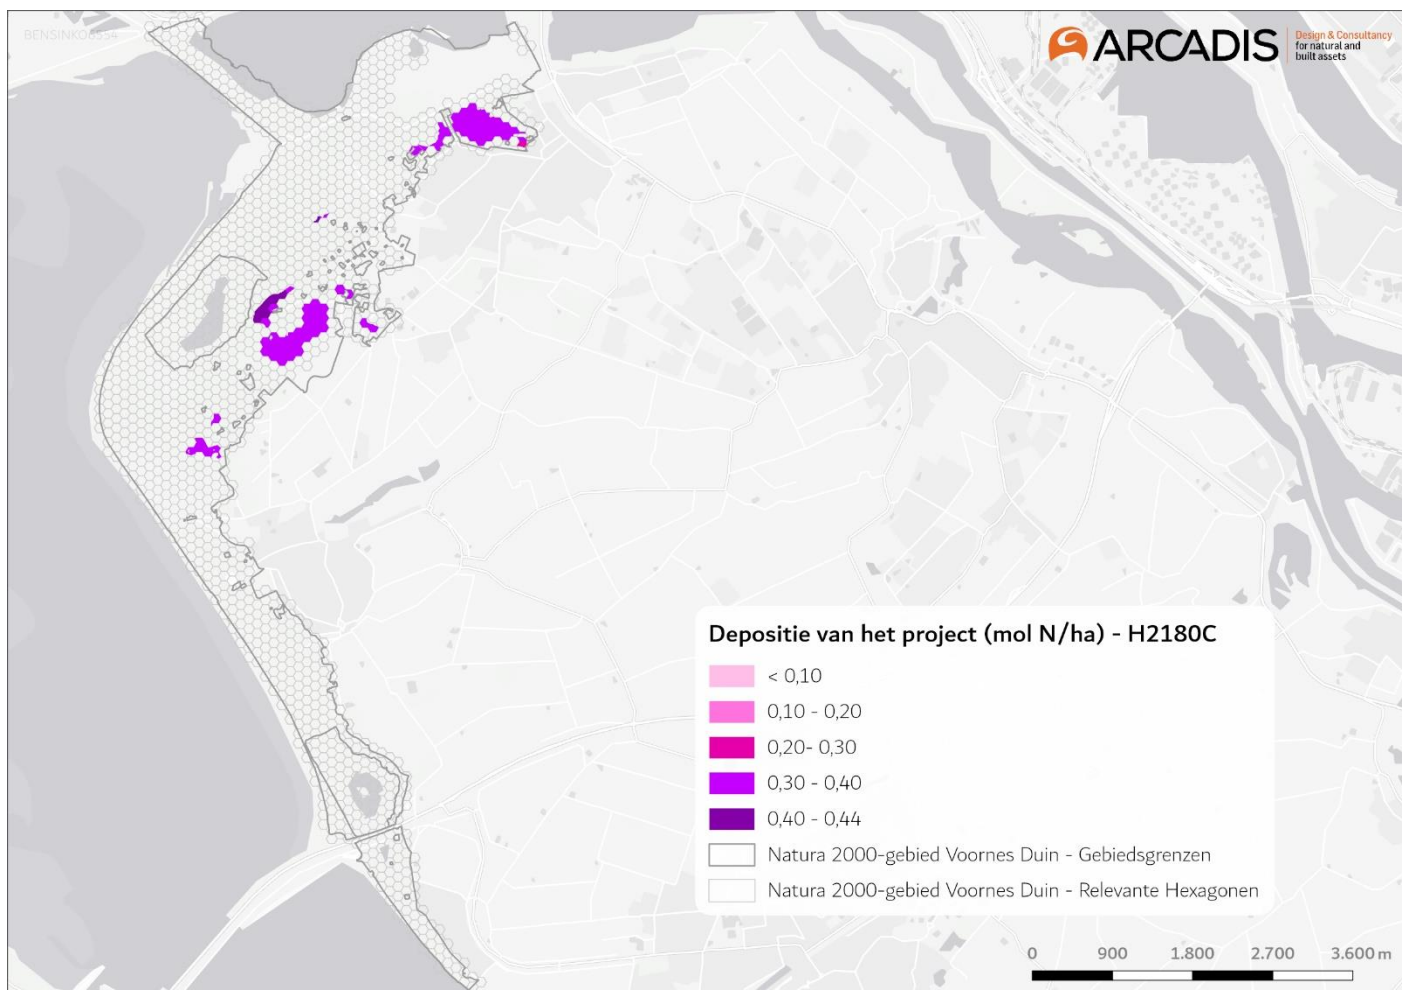 BENSINKO8554
ARCADIS
Design & Consultancy
for natural and
built assets
Depositie van het project (mol N/ha) - H2180C
< 0,10
0,10 - 0,20
0,20- 0,30
0,30 - 0,40
0,40 - 0,44
Natura 2000-gebied Voornes Duin - Gebiedsgrenzen
Natura 2000-gebied Voornes Duin - Relevante Hexagonen
0 900 1.800 2.700 3.600 m